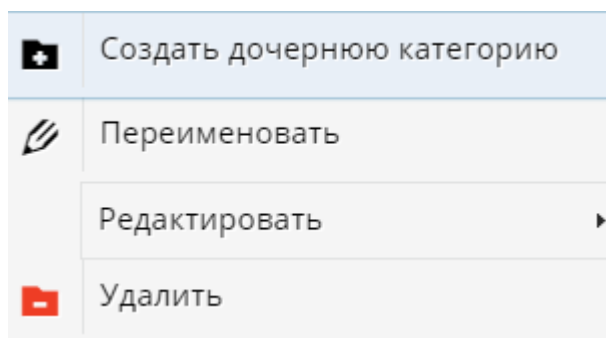 Создать дочернюю категорию
Переименовать
Редактировать
Удалить